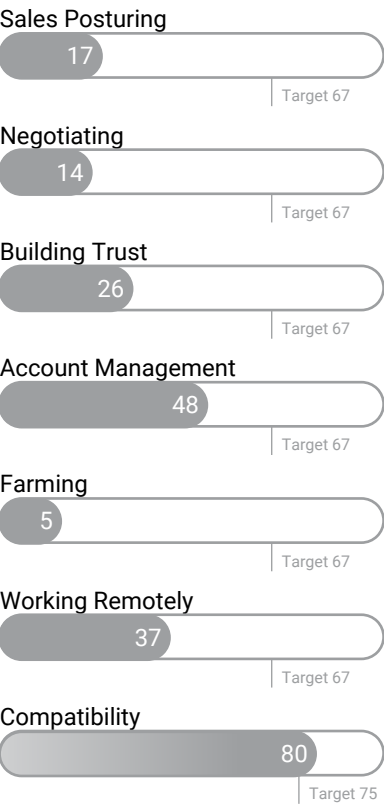 Sales Posturing
17
Target 67
Negotiating
14
Target 67
Building Trust
26
Target 67
Account Management
48
Target 67
Farming
5
Target 67
Working Remotely
37
Target 67
Compatibility
80
Target 75